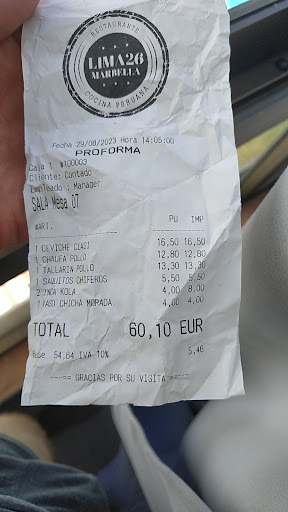 RESTAURANTE
LIMA26
MARBELLA
COCINA PERUANA
Fecha 29/08/2023 Hora 14:05:00
PROFORMA
Caja 1 #100003
Cliente: Contado
Empleado : Manager
SALA Mesa 07
#ART. PU IMP
1 CEVICHE CLASI 16,50 16,50
1 CHAUFA POLLO 12,80 12,80
1 TALLARIN POLLO 13,30 13,30
1 SAQUITOS CHIFEROS 5,50 5,50
2 INCA KOLA 4,00 8,00
1 VASO CHICHA MORADA 4,00 4,00
TOTAL 60,10 EUR
Base 54,64 IVA 10% 5,46
---== GRACIAS POR SU VISITA ==---